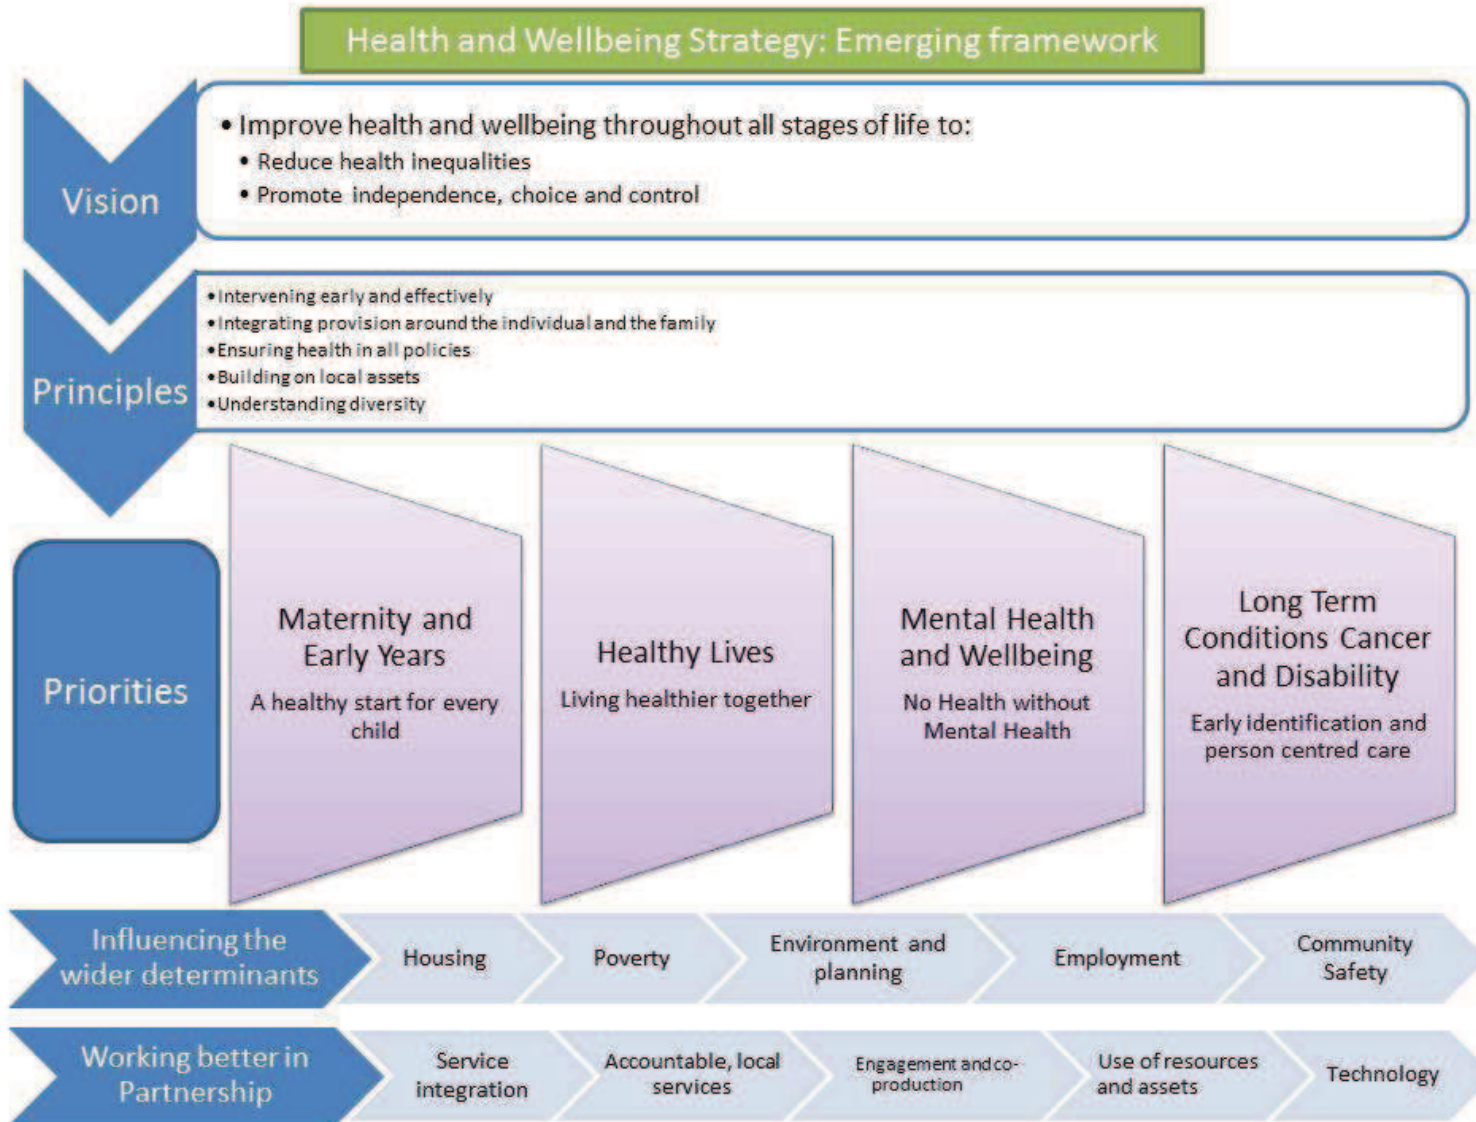 Health and Wellbeing Strategy: Emerging framework
Vision
• Improve health and wellbeing throughout all stages of life to:
• Reduce health inequalities
• Promote independence, choice and control
Principles
•Intervening early and effectively
•Integrating provision around the individual and the family
•Ensuring health in all policies
•Building on local assets
•Understanding diversity
Priorities
Maternity and
Early Years
A healthy start for every
child
Healthy Lives
Living healthier together
Mental Health
and Wellbeing
No Health without
Mental Health
Long Term
Conditions Cancer
and Disability
Early identification and
person centred care
Influencing the
wider determinants
Housing
Poverty
Environment and
planning
Employment
Community
Safety
Working better in
Partnership
Service
integration
Accountable, local
services
Engagement and co-
production
Use of resources
and assets
Technology